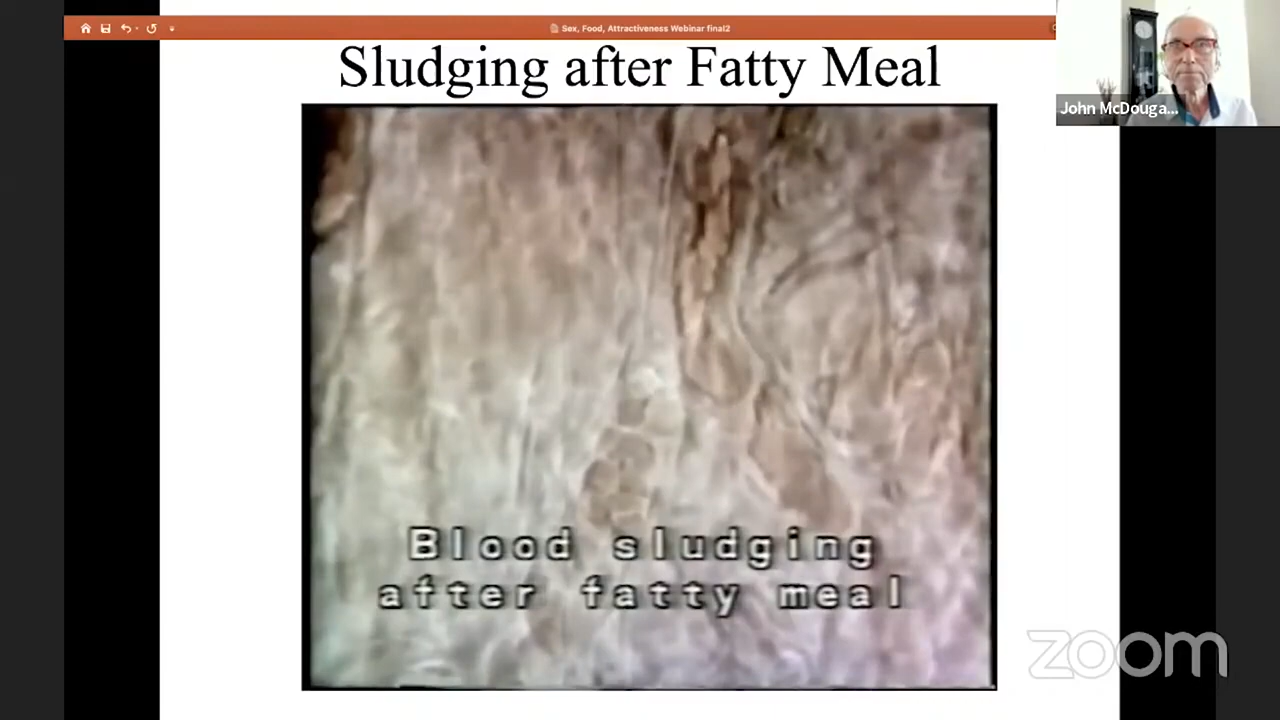 Sex, Food, Attractiveness Webinar final2
Sludging after Fatty Meal
John McDouga...
Blood sludging
after fatty meal
zoom